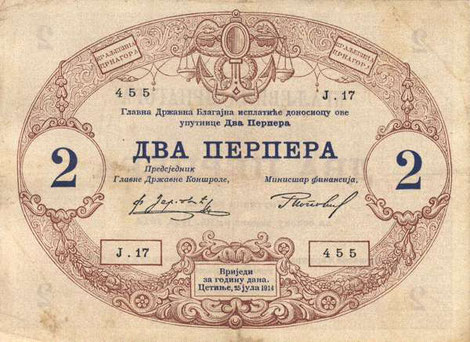 КРАЉЕВИНА ЦРНАГОРА
КРАЉЕВИНА ЦРНАГОРА
455
J.17
Главна Државна Благајна исплатиће доносиоцу ове
упутнице Два Перпера
ДВА ПЕРПЕРА
2
2
Предсједник
Главне Државне Контроле,
Министар финансија,
J.17
455
Вриједи
за годину дана.
Цетиње, 25 јула 1914